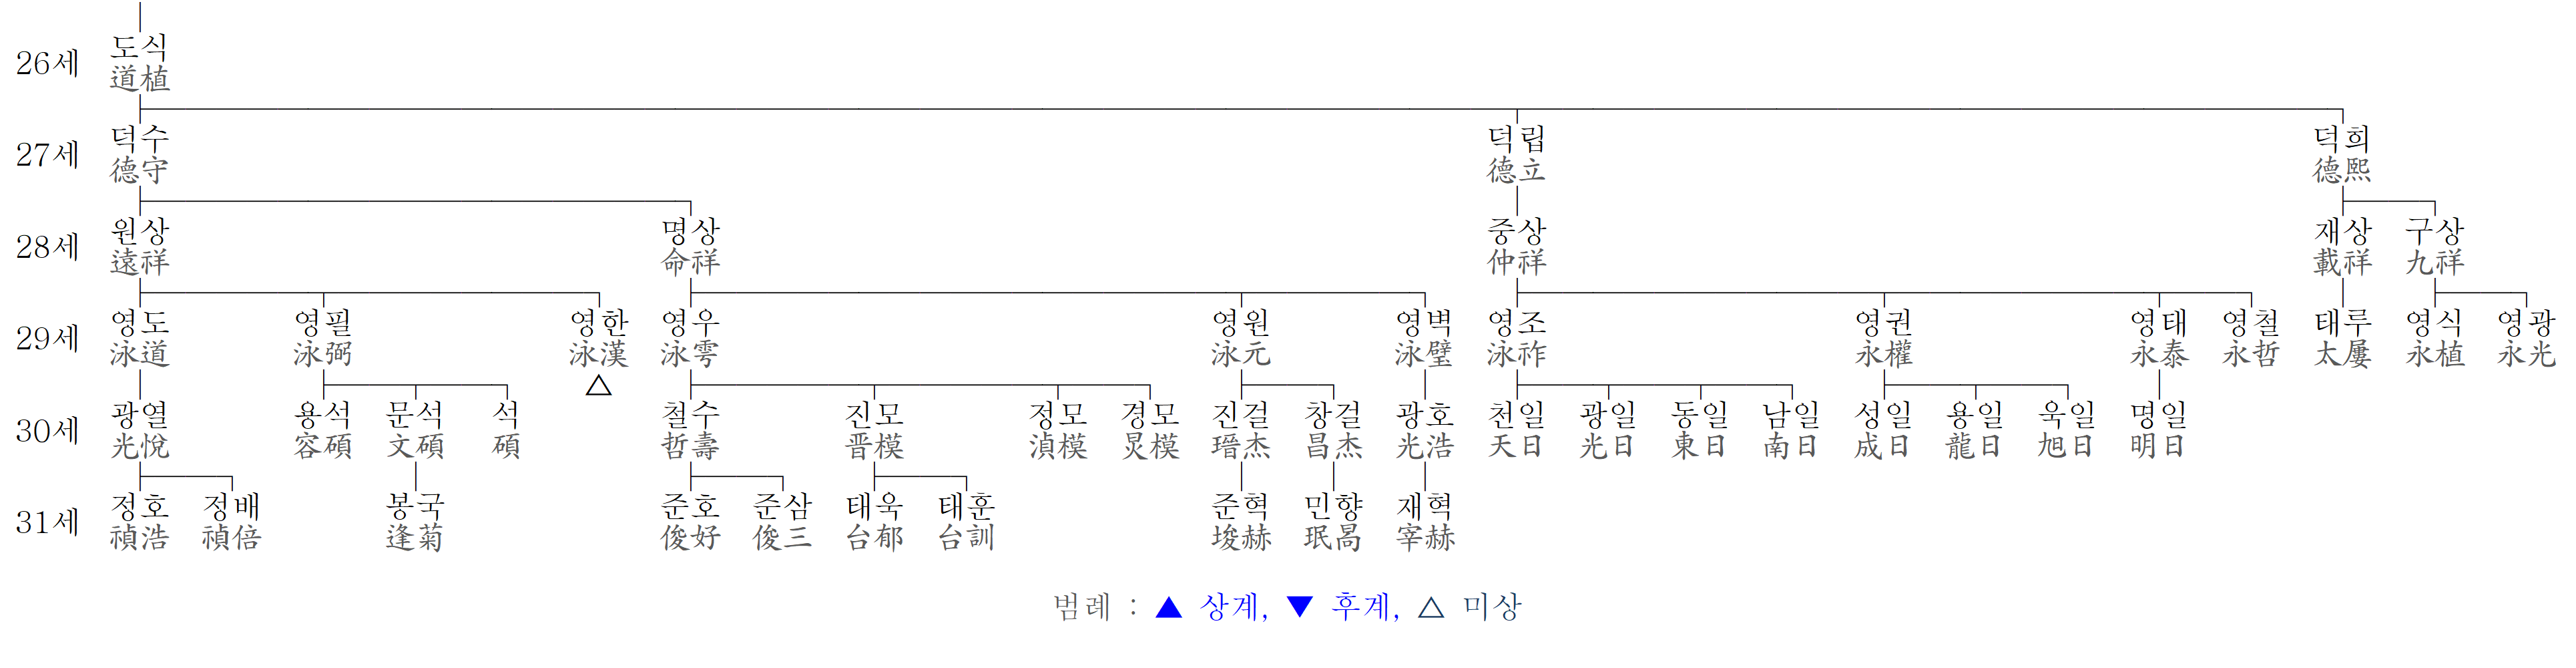 26세 도식
道植
27세 덕수 덕립 덕희
德守 德立 德熙
28세 원상 명상 중상 재상 구상
遠祥 命祥 仲祥 載祥 九祥
29세 영도 영필 영한 영우 영원 영벽 영조 영권 영태 영철 태루 영식 영광
泳道 泳弼 泳漢 泳雩 泳元 泳璧 泳祚 永權 永泰 永哲 太屢 永植 永光
△
30세 광열 용석 문석 석 철수 진모 정모 경모 진걸 창걸 광호 천일 광일 동일 남일 성일 용일 욱일 명일
光悅 容碩 文碩 碩 哲壽 晋模 湞模 炅模 瑨杰 昌杰 光浩 天日 光日 東日 南日 成日 龍日 旭日 明日
31세 정호 정배 봉국 준호 준삼 태욱 태훈 준혁 민향 재혁
禎浩 禎倍 逢菊 俊好 俊三 台郁 台訓 埈赫 珉晑 宰赫
범례 : ▲ 상계, ▼ 후계, △ 미상